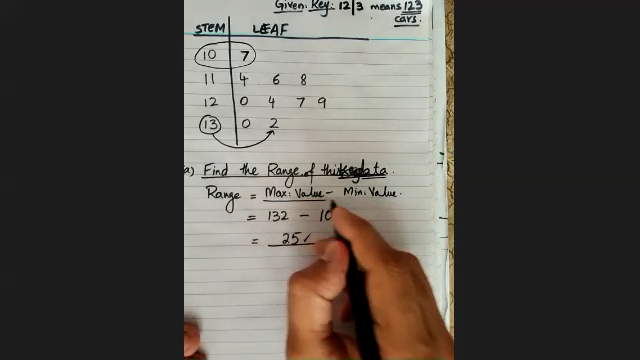 Given. Key: 12|3 means 123
cars.
STEM LEAF
10 7
11 4 6 8
12 0 4 7 9
13 0 2
a) Find the Range of this data.
Range = Max: Value - Min: Value.
= 132 - 10
= 25 ✓